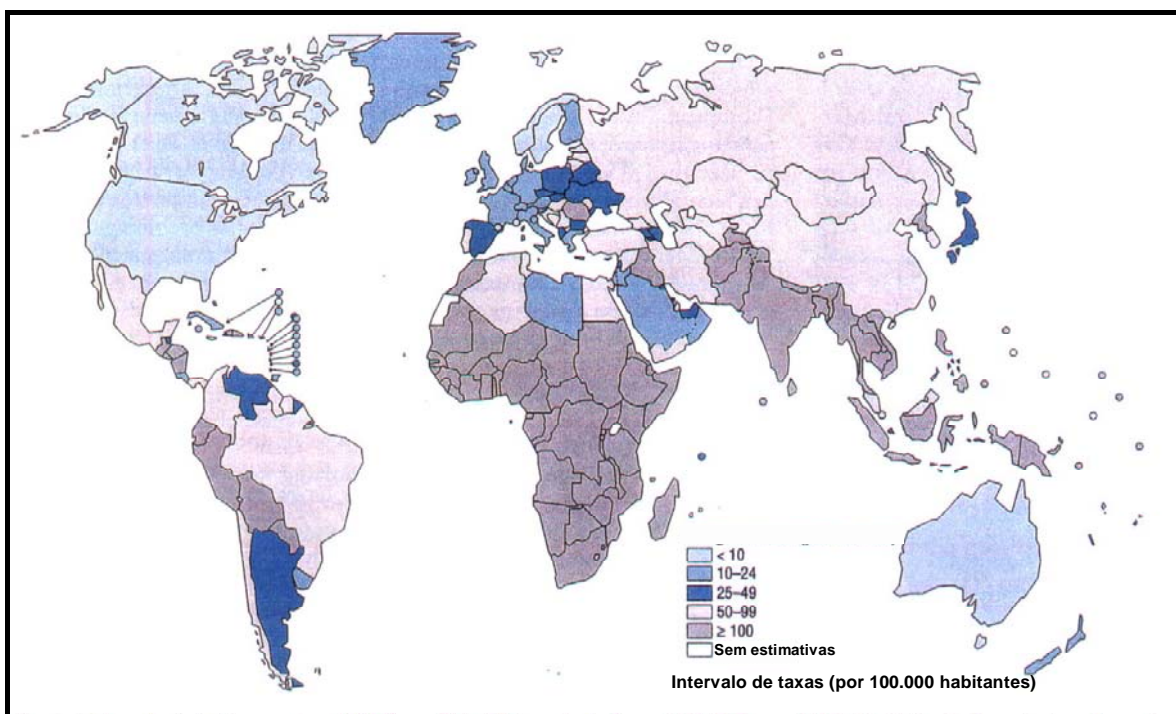 < 10
10–24
25–49
50–99
≥ 100
Sem estimativas
Intervalo de taxas (por 100.000 habitantes)